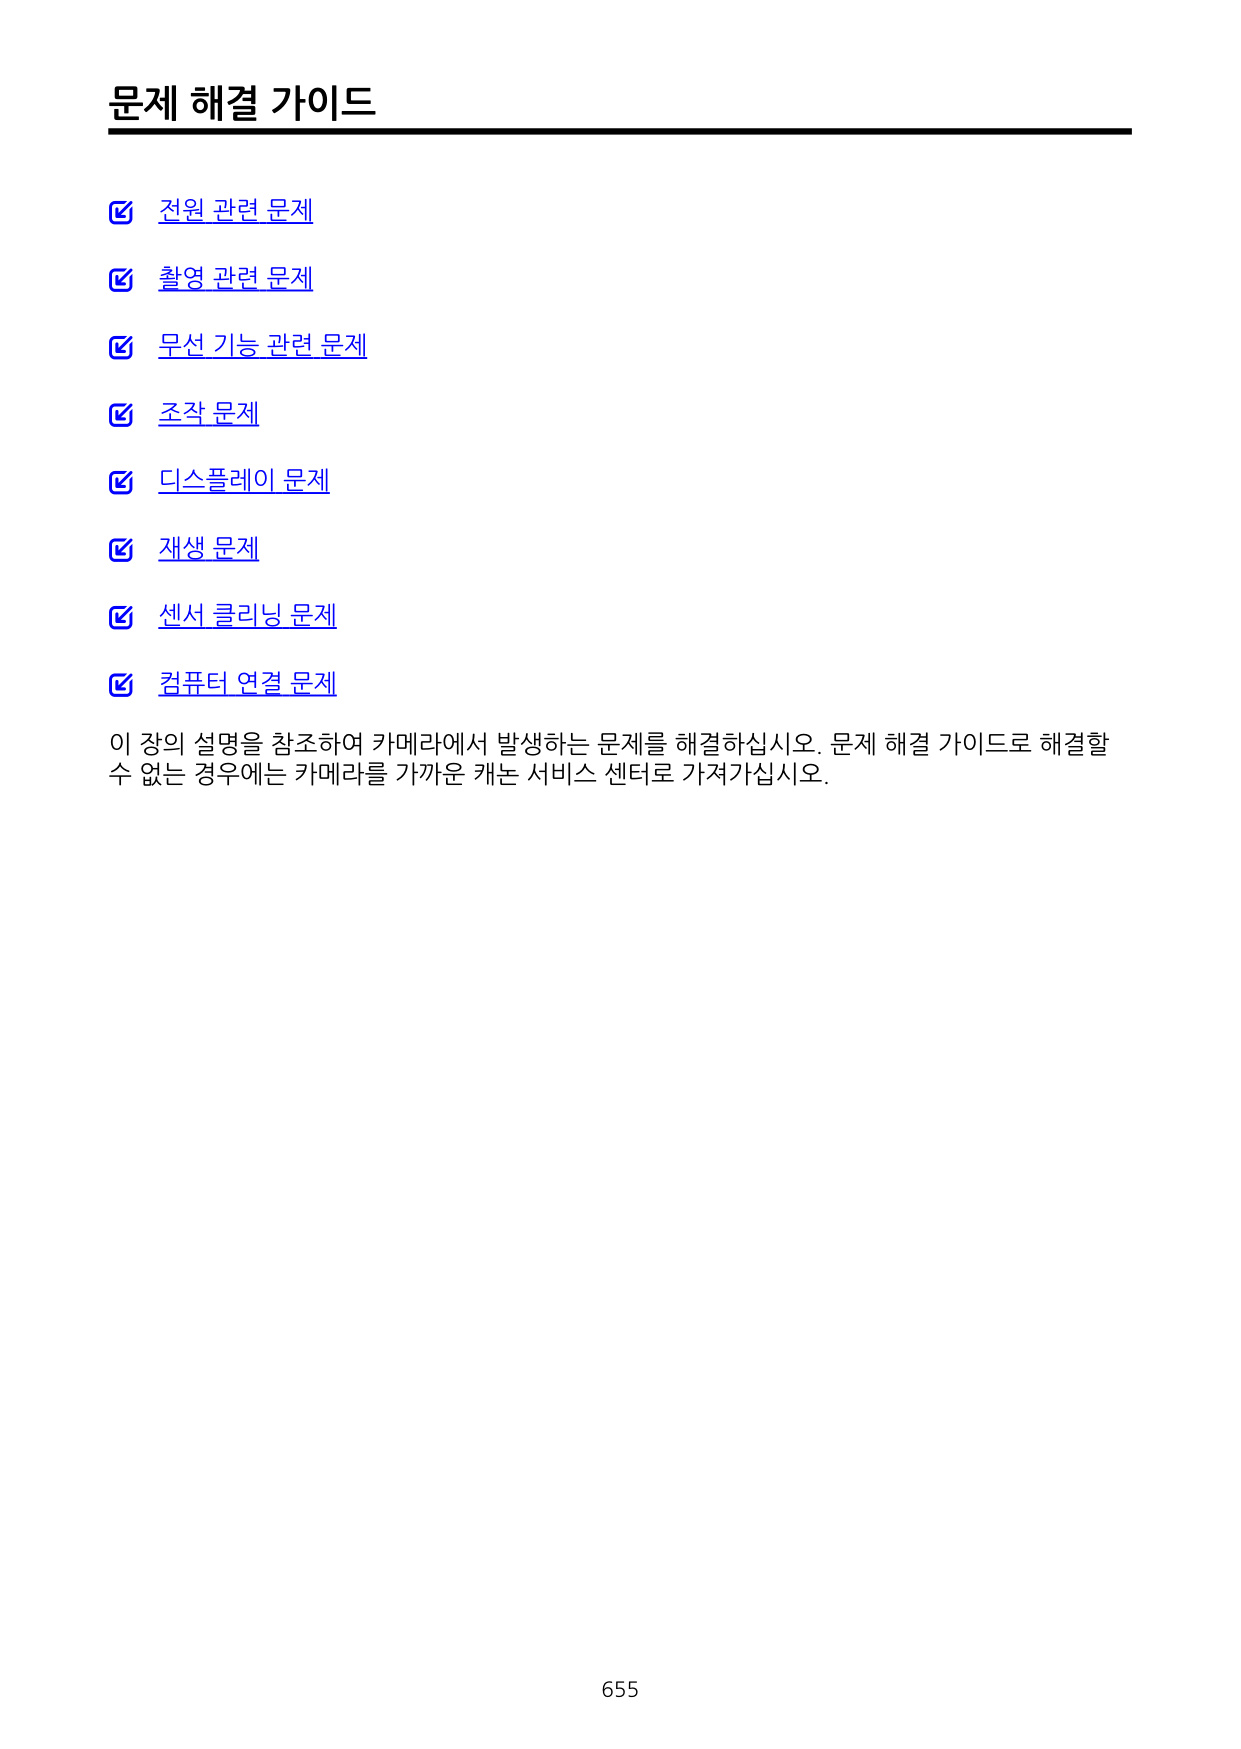 문제 해결 가이드
전원 관련 문제
촬영 관련 문제
무선 기능 관련 문제
조작 문제
디스플레이 문제
재생 문제
센서 클리닝 문제
컴퓨터 연결 문제
이 장의 설명을 참조하여 카메라에서 발생하는 문제를 해결하십시오. 문제 해결 가이드로 해결할
수 없는 경우에는 카메라를 가까운 캐논 서비스 센터로 가져가십시오.
655